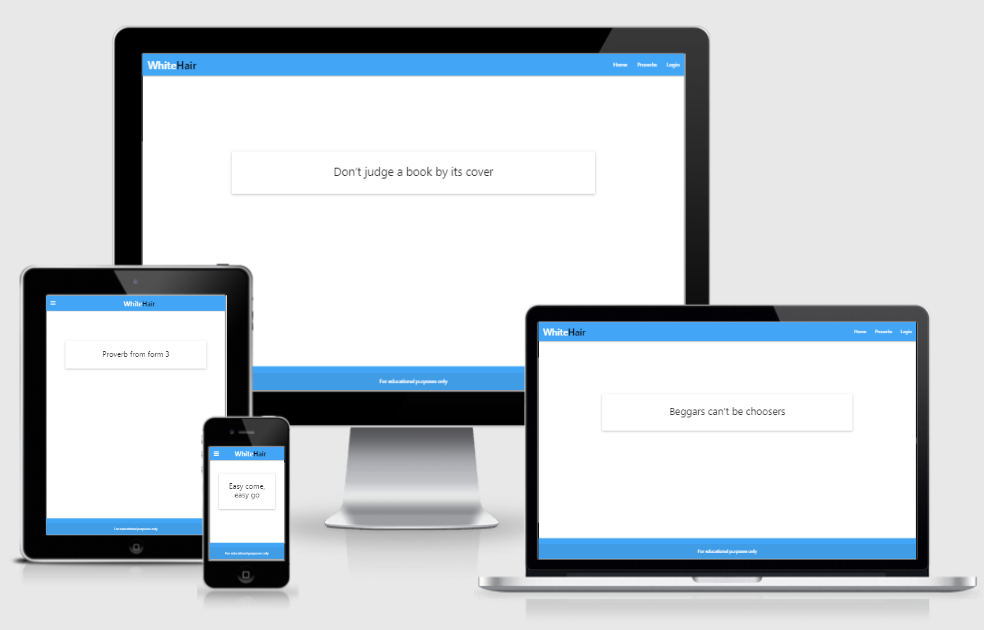 WhiteHair
Home Proverbs Login
Don't judge a book by its cover
For educational purposes only
WhiteHair
Proverb from form 3
For educational purposes only
WhiteHair
Easy come,
easy go
For educational purposes only
WhiteHair
Home Proverbs Login
Beggars can't be choosers
For educational purposes only